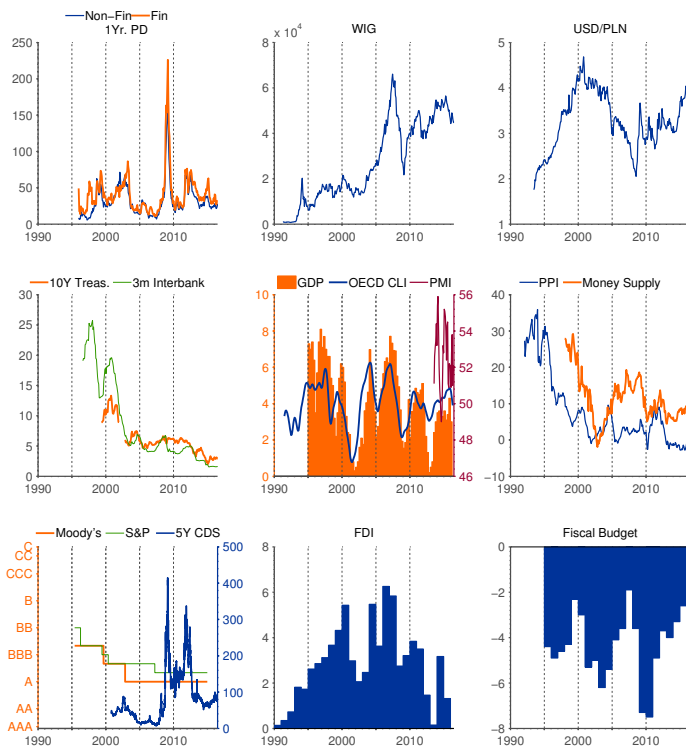 Non−Fin Fin
1Yr. PD
250
200
150
100
50
0
1990 2000 2010
x 10⁴ WIG
8
6
4
2
0
1990 2000 2010
USD/PLN
5
4
3
2
1
1990 2000 2010
10Y Treas. 3m Interbank
30
25
20
15
10
5
0
1990 2000 2010
GDP OECD CLI PMI
10
8
6
4
2
0
56
54
52
50
48
46
1990 2000 2010
PPI Money Supply
40
30
20
10
0
−10
1990 2000 2010
Moody's S&P 5Y CDS
C
CC
CCC
B
BB
BBB
A
AA
AAA
500
400
300
200
100
0
1990 2000 2010
FDI
8
6
4
2
0
1990 2000 2010
Fiscal Budget
0
−2
−4
−6
−8
1990 2000 2010